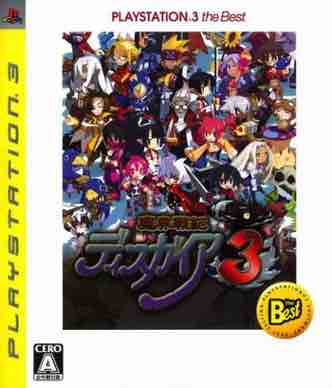 PLAYSTATION 3 the Best
PLAYSTATION 3
魔界戦記
ディスガイア3
The Best
CERO
A